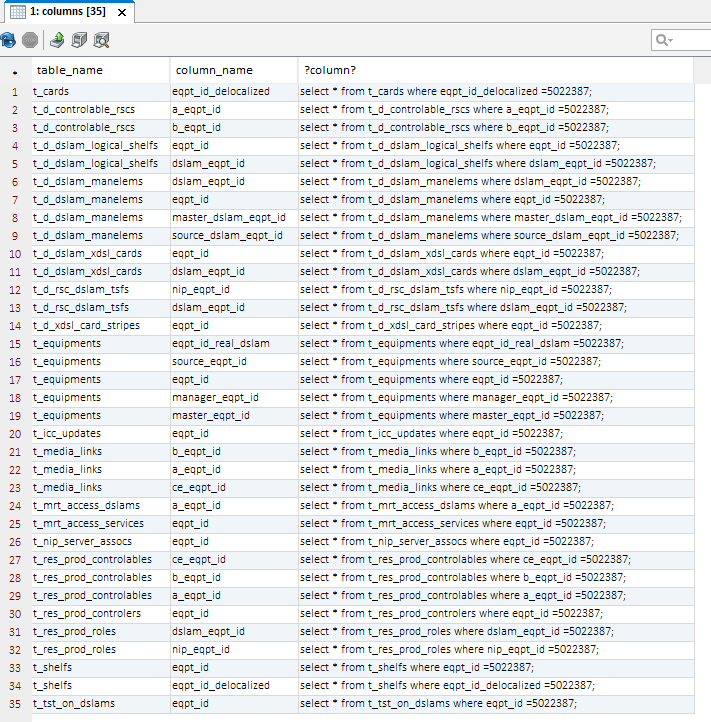 1: columns [35]
table_name column_name ?column?
1 t_cards eqpt_id_delocalized select * from t_cards where eqpt_id_delocalized =5022387;
2 t_d_controlable_rscs a_eqpt_id select * from t_d_controlable_rscs where a_eqpt_id =5022387;
3 t_d_controlable_rscs b_eqpt_id select * from t_d_controlable_rscs where b_eqpt_id =5022387;
4 t_d_dslam_logical_shelfs eqpt_id select * from t_d_dslam_logical_shelfs where eqpt_id =5022387;
5 t_d_dslam_logical_shelfs dslam_eqpt_id select * from t_d_dslam_logical_shelfs where dslam_eqpt_id =5022387;
6 t_d_dslam_manelems dslam_eqpt_id select * from t_d_dslam_manelems where dslam_eqpt_id =5022387;
7 t_d_dslam_manelems eqpt_id select * from t_d_dslam_manelems where eqpt_id =5022387;
8 t_d_dslam_manelems master_dslam_eqpt_id select * from t_d_dslam_manelems where master_dslam_eqpt_id =5022387;
9 t_d_dslam_manelems source_dslam_eqpt_id select * from t_d_dslam_manelems where source_dslam_eqpt_id =5022387;
10 t_d_dslam_xdsl_cards eqpt_id select * from t_d_dslam_xdsl_cards where eqpt_id =5022387;
11 t_d_dslam_xdsl_cards dslam_eqpt_id select * from t_d_dslam_xdsl_cards where dslam_eqpt_id =5022387;
12 t_d_rsc_dslam_tsfs nip_eqpt_id select * from t_d_rsc_dslam_tsfs where nip_eqpt_id =5022387;
13 t_d_rsc_dslam_tsfs dslam_eqpt_id select * from t_d_rsc_dslam_tsfs where dslam_eqpt_id =5022387;
14 t_d_xdsl_card_stripes eqpt_id select * from t_d_xdsl_card_stripes where eqpt_id =5022387;
15 t_equipments eqpt_id_real_dslam select * from t_equipments where eqpt_id_real_dslam =5022387;
16 t_equipments source_eqpt_id select * from t_equipments where source_eqpt_id =5022387;
17 t_equipments eqpt_id select * from t_equipments where eqpt_id =5022387;
18 t_equipments manager_eqpt_id select * from t_equipments where manager_eqpt_id =5022387;
19 t_equipments master_eqpt_id select * from t_equipments where master_eqpt_id =5022387;
20 t_icc_updates eqpt_id select * from t_icc_updates where eqpt_id =5022387;
21 t_media_links b_eqpt_id select * from t_media_links where b_eqpt_id =5022387;
22 t_media_links a_eqpt_id select * from t_media_links where a_eqpt_id =5022387;
23 t_media_links ce_eqpt_id select * from t_media_links where ce_eqpt_id =5022387;
24 t_mrt_access_dslams a_eqpt_id select * from t_mrt_access_dslams where a_eqpt_id =5022387;
25 t_mrt_access_services eqpt_id select * from t_mrt_access_services where eqpt_id =5022387;
26 t_nip_server_assocs eqpt_id select * from t_nip_server_assocs where eqpt_id =5022387;
27 t_res_prod_controlables ce_eqpt_id select * from t_res_prod_controlables where ce_eqpt_id =5022387;
28 t_res_prod_controlables b_eqpt_id select * from t_res_prod_controlables where b_eqpt_id =5022387;
29 t_res_prod_controlables a_eqpt_id select * from t_res_prod_controlables where a_eqpt_id =5022387;
30 t_res_prod_controlers eqpt_id select * from t_res_prod_controlers where eqpt_id =5022387;
31 t_res_prod_roles dslam_eqpt_id select * from t_res_prod_roles where dslam_eqpt_id =5022387;
32 t_res_prod_roles nip_eqpt_id select * from t_res_prod_roles where nip_eqpt_id =5022387;
33 t_shelfs eqpt_id select * from t_shelfs where eqpt_id =5022387;
34 t_shelfs eqpt_id_delocalized select * from t_shelfs where eqpt_id_delocalized =5022387;
35 t_tst_on_dslams eqpt_id select * from t_tst_on_dslams where eqpt_id =5022387;